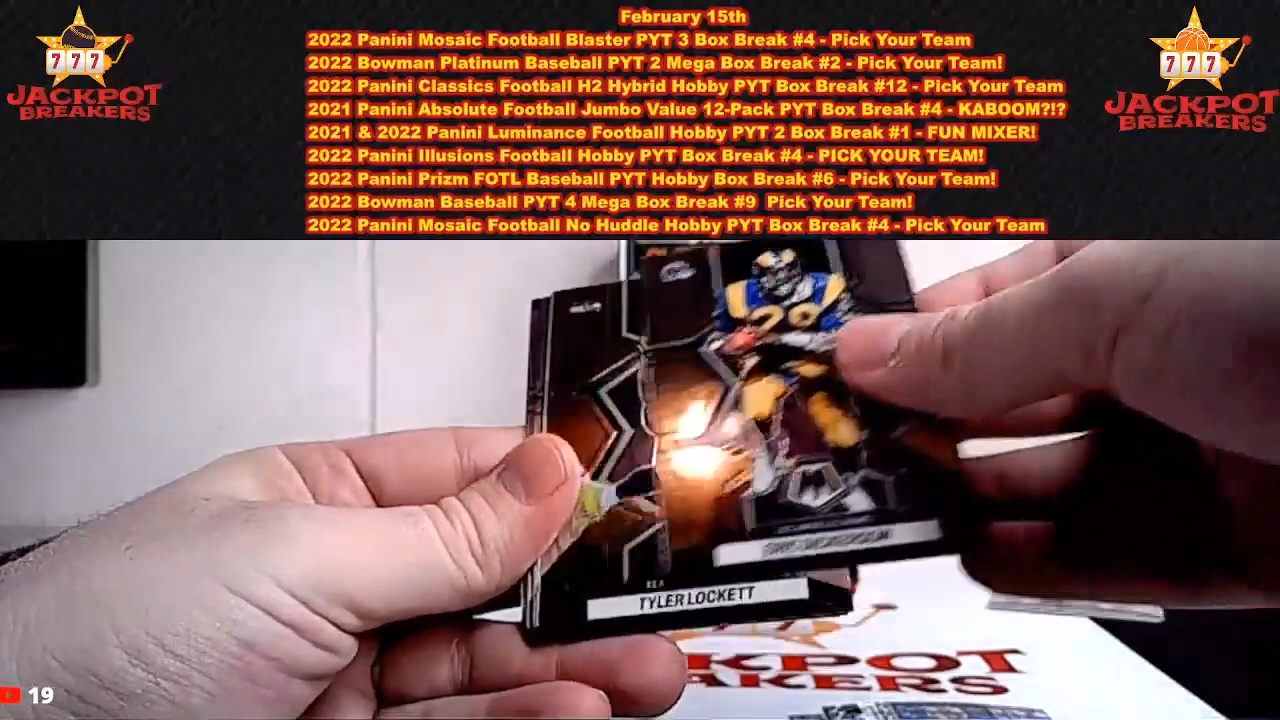 February 15th
2022 Panini Mosaic Football Blaster PYT 3 Box Break #4 - Pick Your Team
2022 Bowman Platinum Baseball PYT 2 Mega Box Break #2 - Pick Your Team!
2022 Panini Classics Football H2 Hybrid Hobby PYT Box Break #12 - Pick Your Team
2021 Panini Absolute Football Jumbo Value 12-Pack PYT Box Break #4 - KABOOM?!?
2021 & 2022 Panini Luminance Football Hobby PYT 2 Box Break #1 - FUN MIXER!
2022 Panini Illusions Football Hobby PYT Box Break #4 - PICK YOUR TEAM!
2022 Panini Prizm FOTL Baseball PYT Hobby Box Break #6 - Pick Your Team!
2022 Bowman Baseball PYT 4 Mega Box Break #9 Pick Your Team!
2022 Panini Mosaic Football No Huddle Hobby PYT Box Break #4 - Pick Your Team
777
JACKPOT
BREAKERS
777
JACKPOT
BREAKERS
29
SEA
TYLER LOCKETT
KPOT
AKERS
19